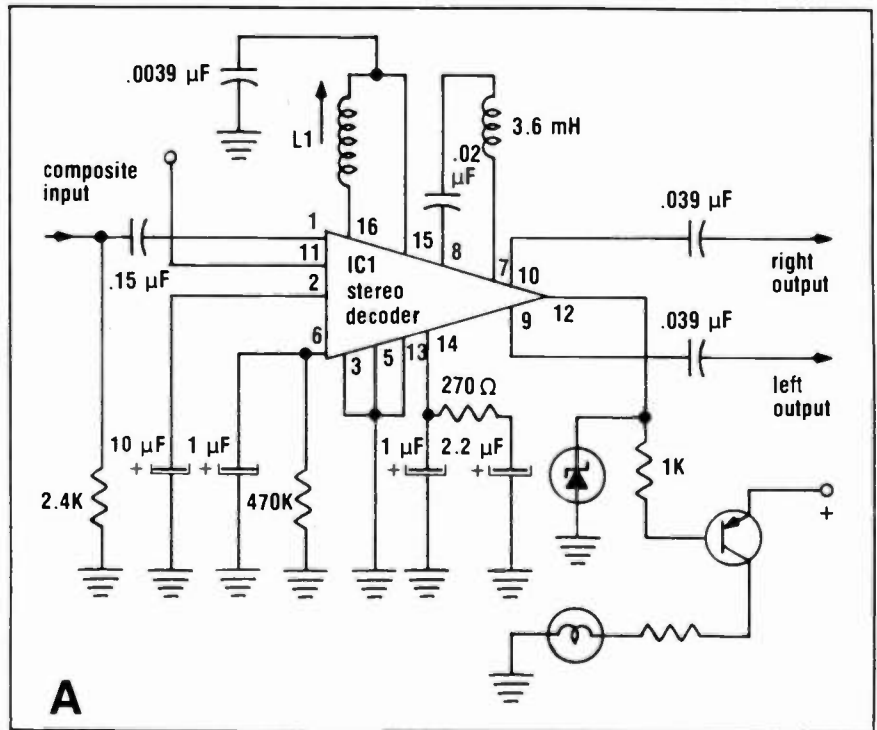 .0039 µF
L1
.02
µF
3.6 mH
composite
input
.15 µF
1
11
2
6
16
15
8
7
10
12
9
IC1
stereo
decoder
3
5
13
14
.039 µF
right
output
.039 µF
left
output
270 Ω
10 µF
+
1 µF
+
2.4K
470K
1 µF
+
2.2 µF
+
1K
+
A